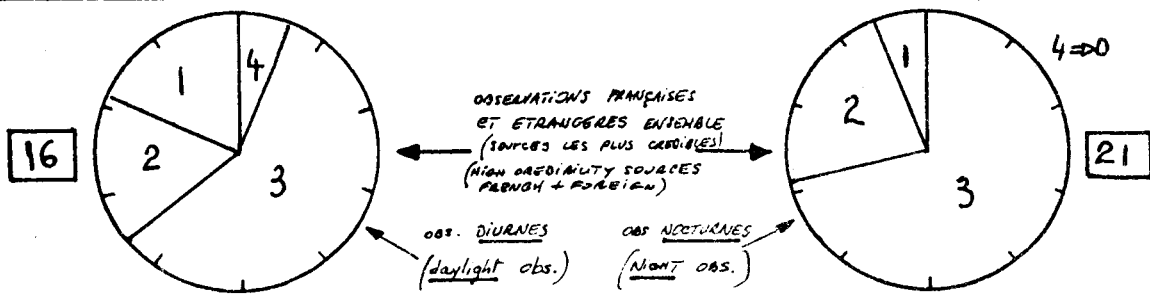 16
1
4
2
3
OBSERVATIONS FRANÇAISES
ET ETRANGERES ENSEMBLE
(SOURCES LES PLUS CREDIBLES)
(HIGH CREDIBILITY SOURCES
FRENCH + FOREIGN)
OBS. DIURNES
(daylight OBS.)
OBS NOCTURNES
(NIGHT OBS.)
1
2
3
4 ⇒ 0
21